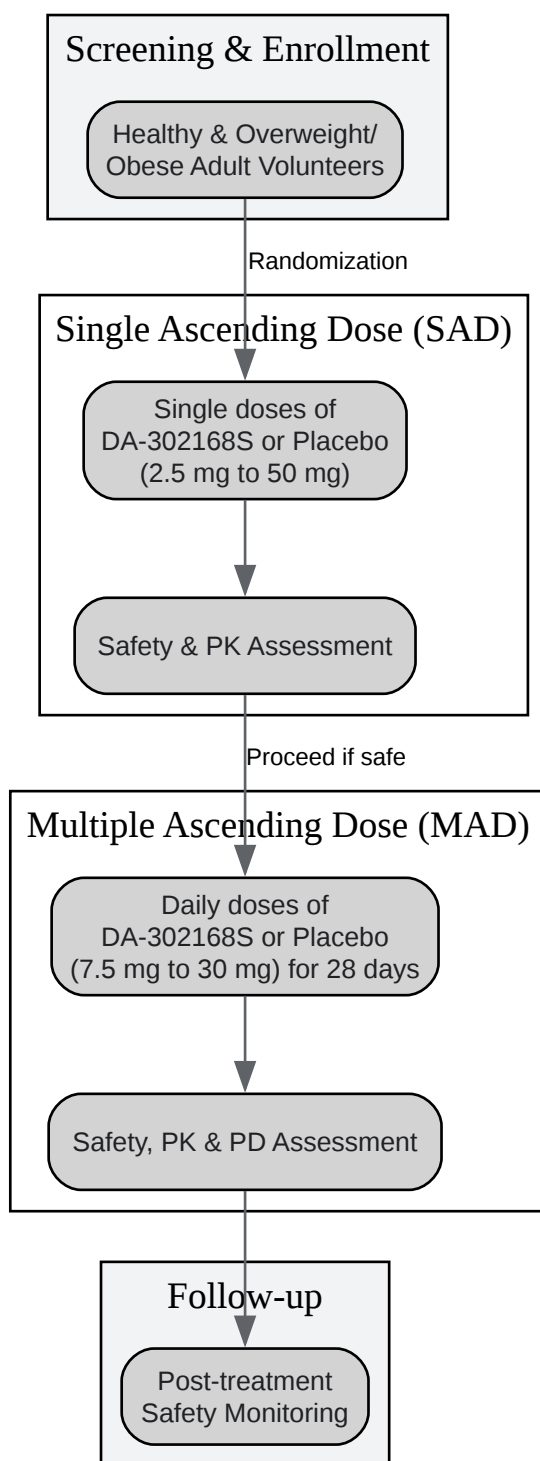 Screening & Enrollment
Healthy & Overweight/
Obese Adult Volunteers
Randomization
Single Ascending Dose (SAD)
Single doses of
DA-302168S or Placebo
(2.5 mg to 50 mg)
Safety & PK Assessment
Proceed if safe
Multiple Ascending Dose (MAD)
Daily doses of
DA-302168S or Placebo
(7.5 mg to 30 mg) for 28 days
Safety, PK & PD Assessment
Follow-up
Post-treatment
Safety Monitoring